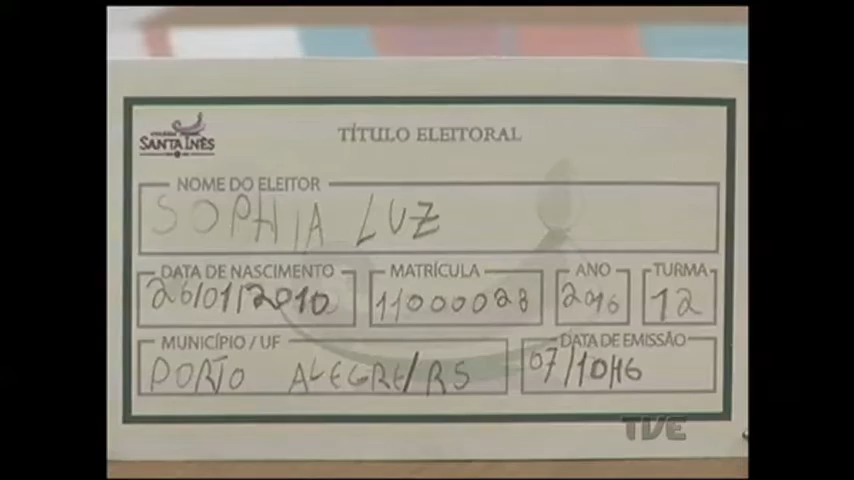 COLÉGIO
SANTA INÊS
TÍTULO ELEITORAL
NOME DO ELEITOR
SOPHIA LUZ
DATA DE NASCIMENTO MATRÍCULA ANO TURMA
26/01/2010 11000028 2016 12
MUNICÍPIO / UF DATA DE EMISSÃO
PORTO ALEGRE/RS 07/10/16
TVE